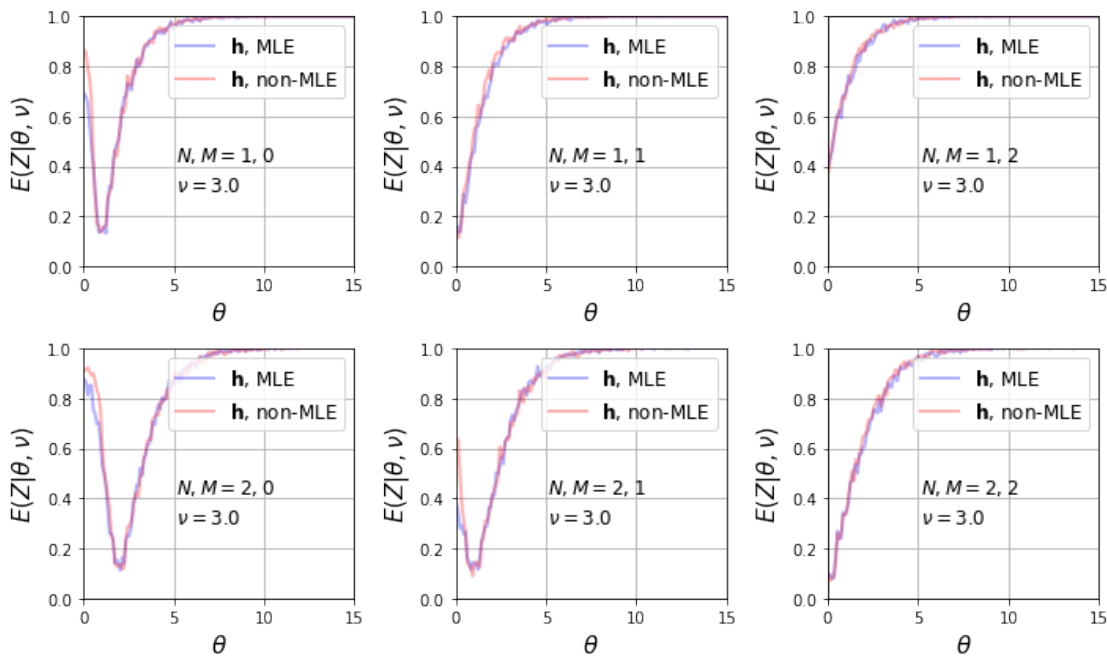 1.0
0.8
0.6
0.4
0.2
0.0
E(Z|θ, ν)
h, MLE
h, non-MLE
N, M = 1, 0
ν = 3.0
0 5 10 15
θ
1.0
0.8
0.6
0.4
0.2
0.0
E(Z|θ, ν)
h, MLE
h, non-MLE
N, M = 1, 1
ν = 3.0
0 5 10 15
θ
1.0
0.8
0.6
0.4
0.2
0.0
E(Z|θ, ν)
h, MLE
h, non-MLE
N, M = 1, 2
ν = 3.0
0 5 10 15
θ
1.0
0.8
0.6
0.4
0.2
0.0
E(Z|θ, ν)
h, MLE
h, non-MLE
N, M = 2, 0
ν = 3.0
0 5 10 15
θ
1.0
0.8
0.6
0.4
0.2
0.0
E(Z|θ, ν)
h, MLE
h, non-MLE
N, M = 2, 1
ν = 3.0
0 5 10 15
θ
1.0
0.8
0.6
0.4
0.2
0.0
E(Z|θ, ν)
h, MLE
h, non-MLE
N, M = 2, 2
ν = 3.0
0 5 10 15
θ